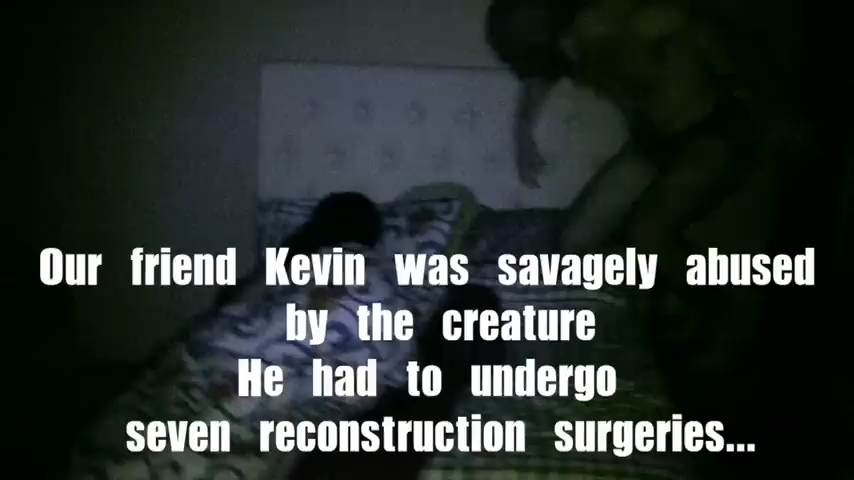 Our friend Kevin was savagely abused
by the creature
He had to undergo
seven reconstruction surgeries...